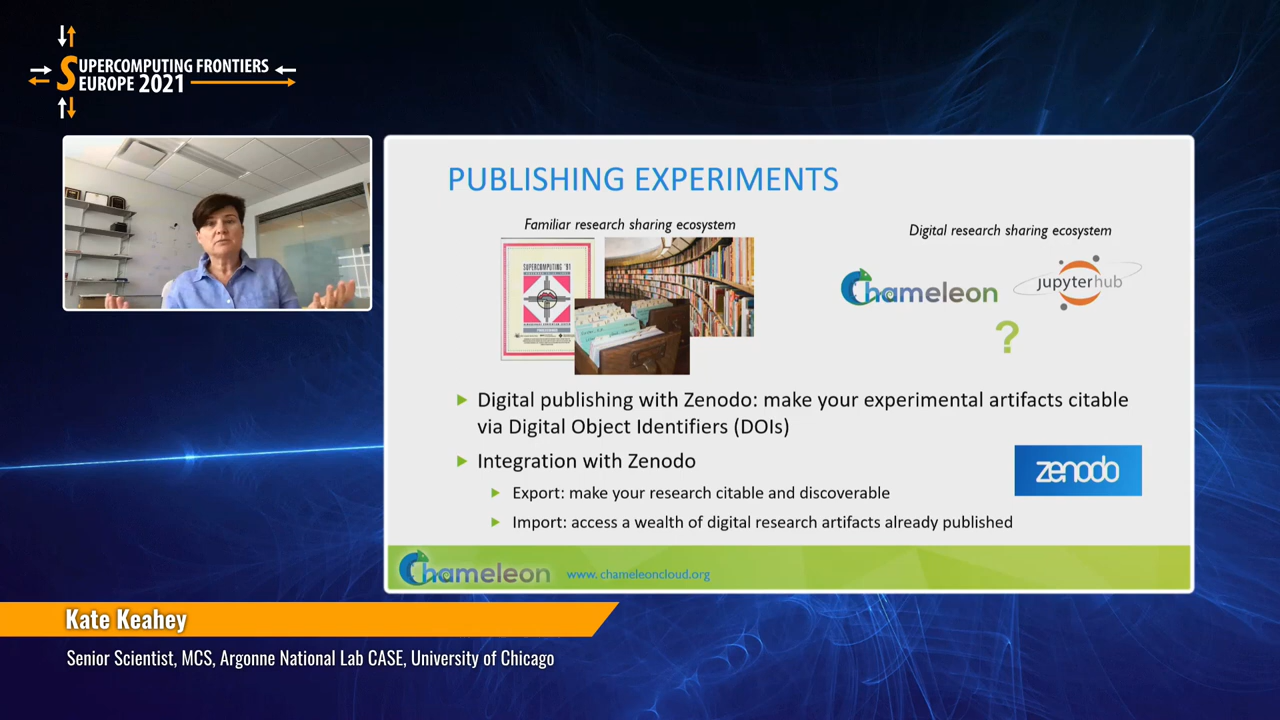 SUPERCOMPUTING FRONTIERS
EUROPE 2021
PUBLISHING EXPERIMENTS
Familiar research sharing ecosystem
Digital research sharing ecosystem
SUPERCOMPUTING '91
PROCEEDINGS
Chameleon
jupyterhub
?
Digital publishing with Zenodo: make your experimental artifacts citable
via Digital Object Identifiers (DOIs)
Integration with Zenodo
Export: make your research citable and discoverable
Import: access a wealth of digital research artifacts already published
zenodo
Chameleon
www. chameleoncloud.org
Kate Keahey
Senior Scientist, MCS, Argonne National Lab CASE, University of Chicago